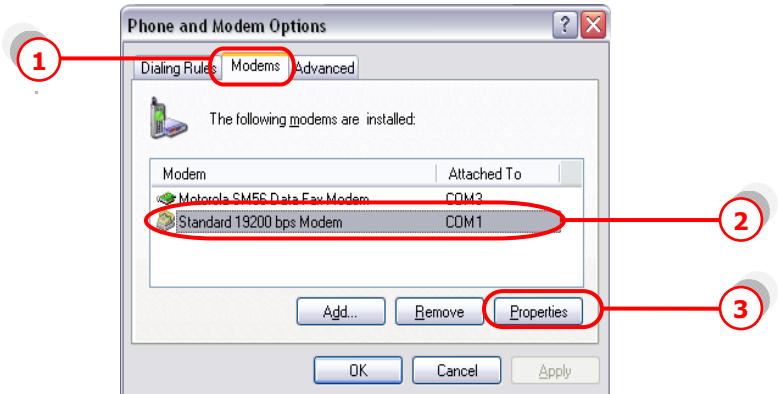 Phone and Modem Options
1
Dialing Rules Modems Advanced
The following modems are installed:
Modem Attached To
Motorola SM56 Data Fax Modem COM3
Standard 19200 bps Modem COM1
2
Add... Remove Properties
3
OK Cancel Apply